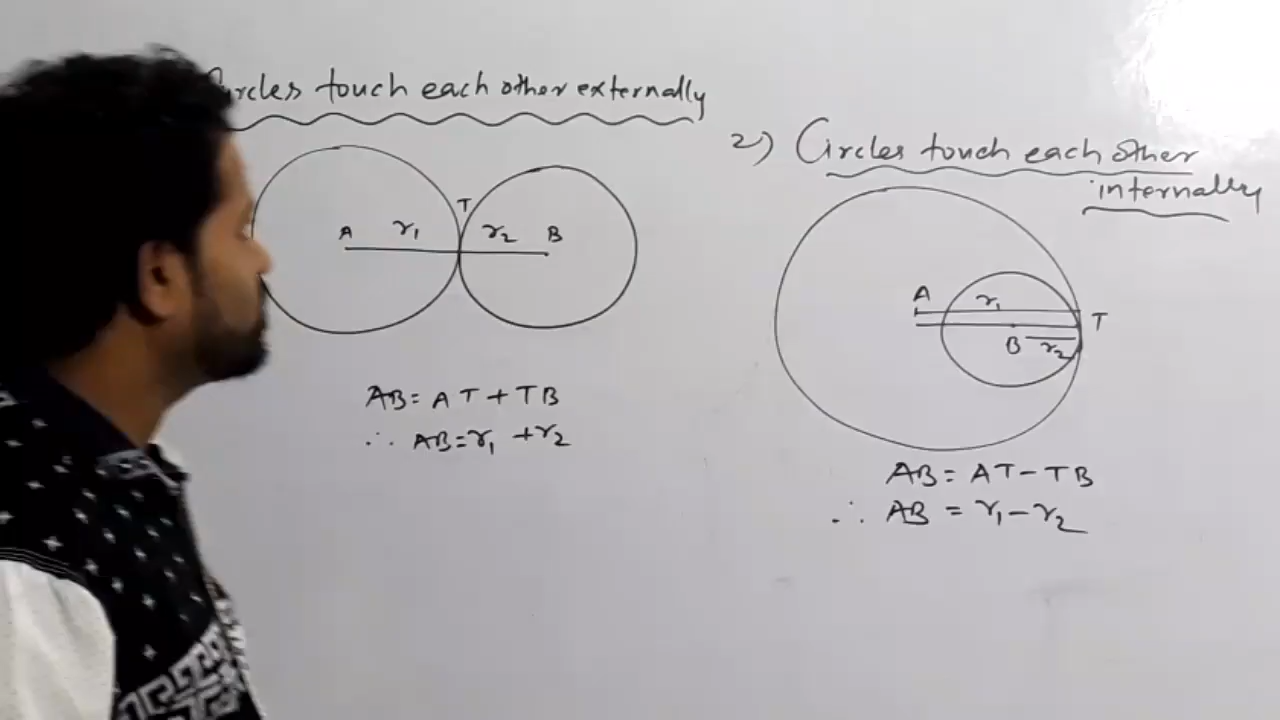 Circles touch each other externally
A r₁ T r₂ B
AB = AT + TB
∴ AB = r₁ + r₂
2) Circles touch each other
internally
A r₁ T
B r₂
AB = AT - TB
∴ AB = r₁ - r₂